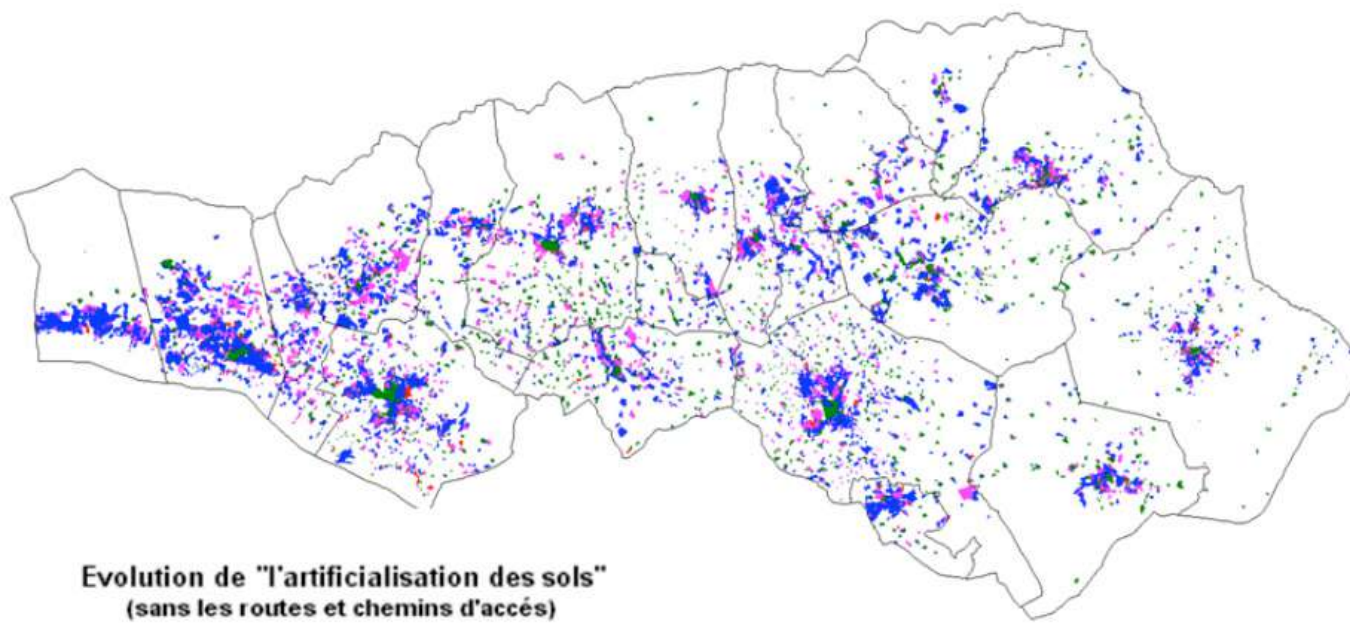 Evolution de "l'artificialisation des sols"
(sans les routes et chemins d'accés)